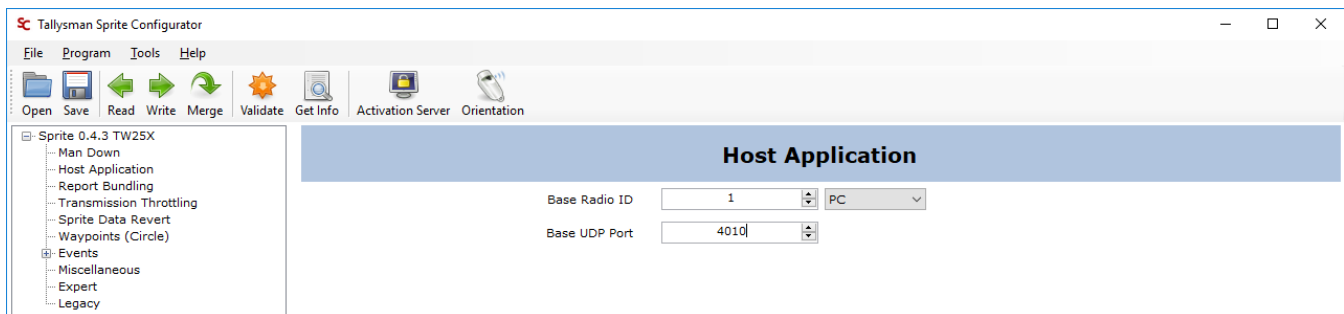 SC Tallysman Sprite Configurator
File Program Tools Help
Open Save Read Write Merge Validate Get Info Activation Server Orientation
Sprite 0.4.3 TW25X
Man Down
Host Application
Report Bundling
Transmission Throttling
Sprite Data Revert
Waypoints (Circle)
Events
Miscellaneous
Expert
Legacy
Host Application
Base Radio ID 1 PC
Base UDP Port 4010